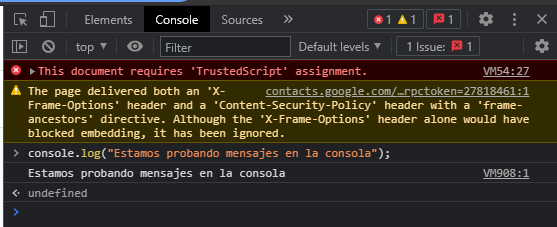 Elements Console Sources » 1 1 1
top Filter Default levels 1 Issue: 1
This document requires 'TrustedScript' assignment. VM54:27
The page delivered both an 'X- contacts.google.com/…rpctoken=27818461:1
Frame-Options' header and a 'Content-Security-Policy' header with a 'frame-
ancestors' directive. Although the 'X-Frame-Options' header alone would have
blocked embedding, it has been ignored.
> console.log("Estamos probando mensajes en la consola");
Estamos probando mensajes en la consola VM908:1
undefined
>